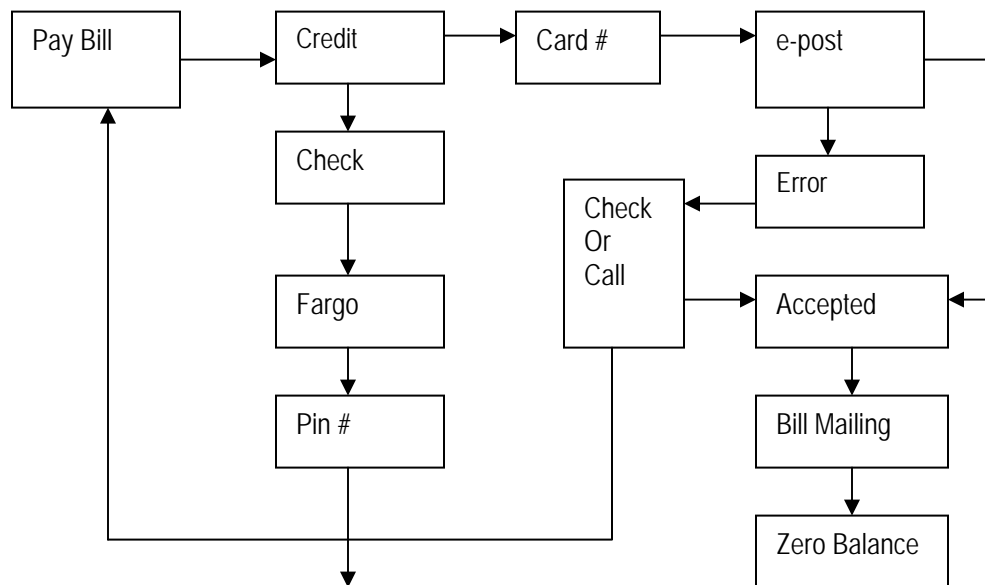 Pay Bill
Credit
Card #
e-post
Check
Error
Check
Or
Call
Fargo
Accepted
Pin #
Bill Mailing
Zero Balance